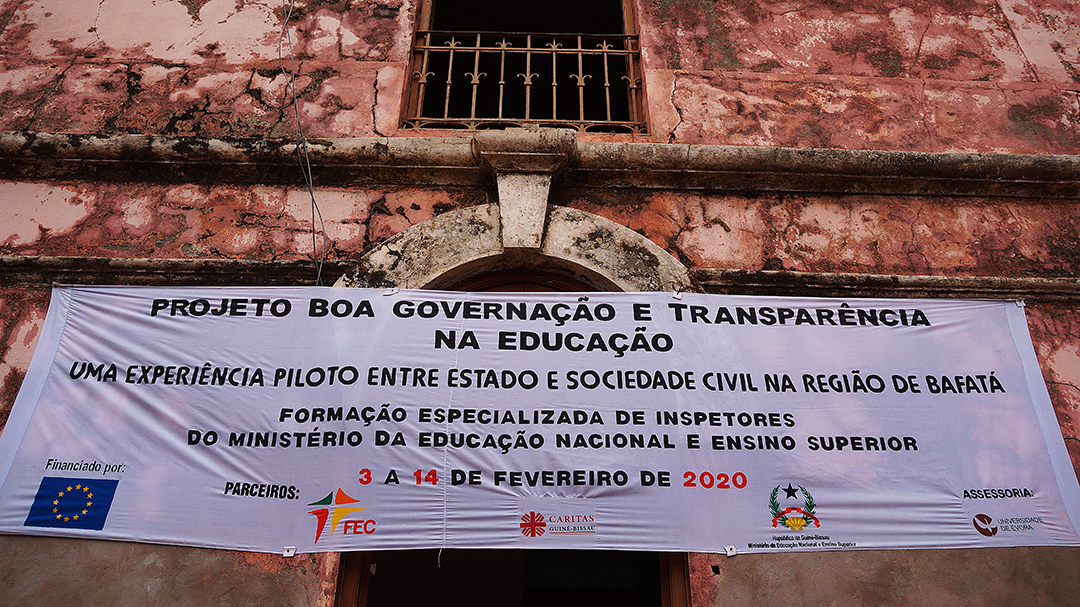 PROJETO BOA GOVERNAÇÃO E TRANSPARÊNCIA
NA EDUCAÇÃO
UMA EXPERIÊNCIA PILOTO ENTRE ESTADO E SOCIEDADE CIVIL NA REGIÃO DE BAFATÁ
FORMAÇÃO ESPECIALIZADA DE INSPETORES
DO MINISTÉRIO DA EDUCAÇÃO NACIONAL E ENSINO SUPERIOR
3 A 14 DE FEVEREIRO DE 2020
Financiado por:
PARCEIROS:
FEC
CARITAS
GUINÉ-BISSAU
República da Guiné-Bissau
Ministério da Educação Nacional e Ensino Superior
ASSESSORIA:
UNIVERSIDADE
DE ÉVORA